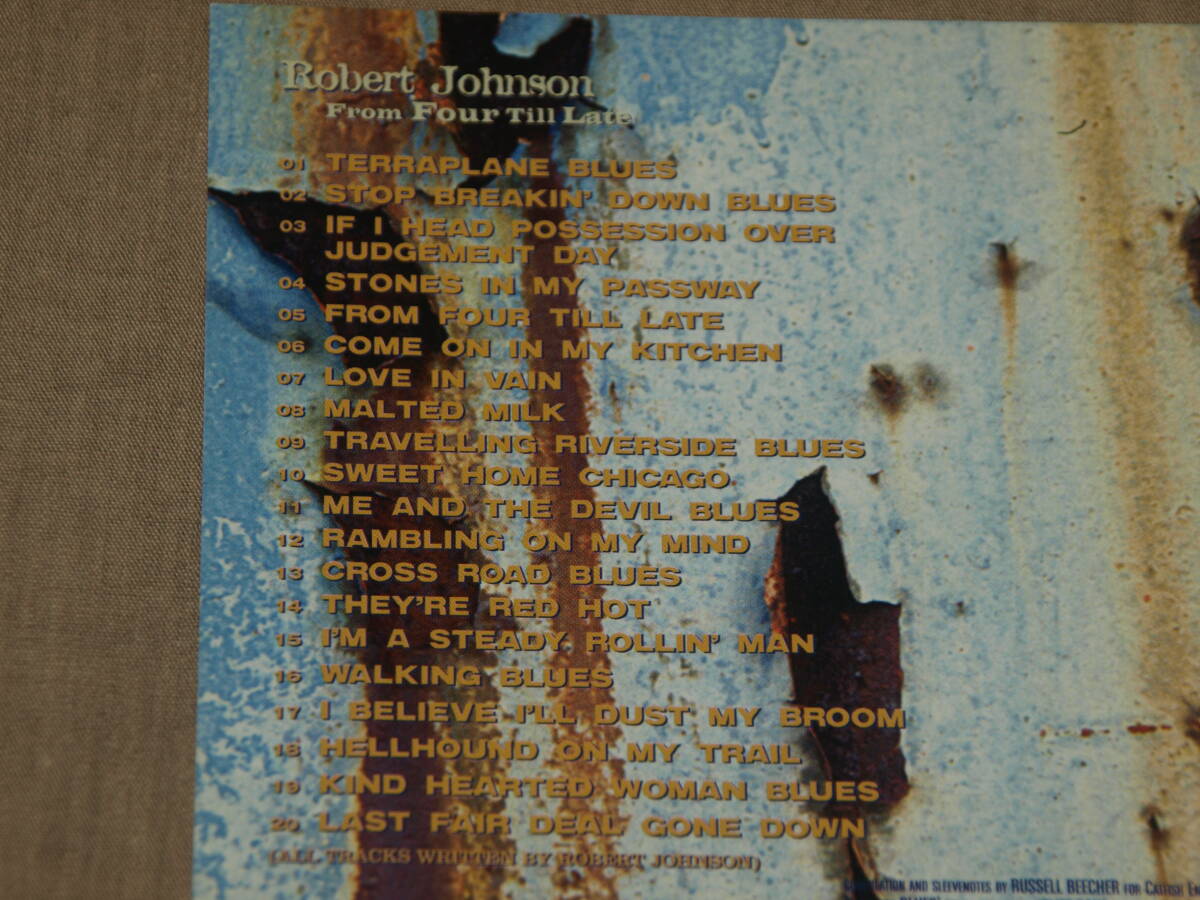 Robert Johnson
From Four Till Late
01 TERRAPLANE BLUES
02 STOP BREAKIN' DOWN BLUES
03 IF I HEAD POSSESSION OVER
JUDGEMENT DAY
04 STONES IN MY PASSWAY
05 FROM FOUR TILL LATE
06 COME ON IN MY KITCHEN
07 LOVE IN VAIN
08 MALTED MILK
09 TRAVELLING RIVERSIDE BLUES
10 SWEET HOME CHICAGO
11 ME AND THE DEVIL BLUES
12 RAMBLING ON MY MIND
13 CROSS ROAD BLUES
14 THEY'RE RED HOT
15 I'M A STEADY ROLLIN' MAN
16 WALKING BLUES
17 I BELIEVE I'LL DUST MY BROOM
18 HELLHOUND ON MY TRAIL
19 KIND HEARTED WOMAN BLUES
20 LAST FAIR DEAL GONE DOWN
(ALL TRACKS WRITTEN BY ROBERT JOHNSON)
AND SLEEVENOTES BY RUSSELL BEECHER FOR CATFISH